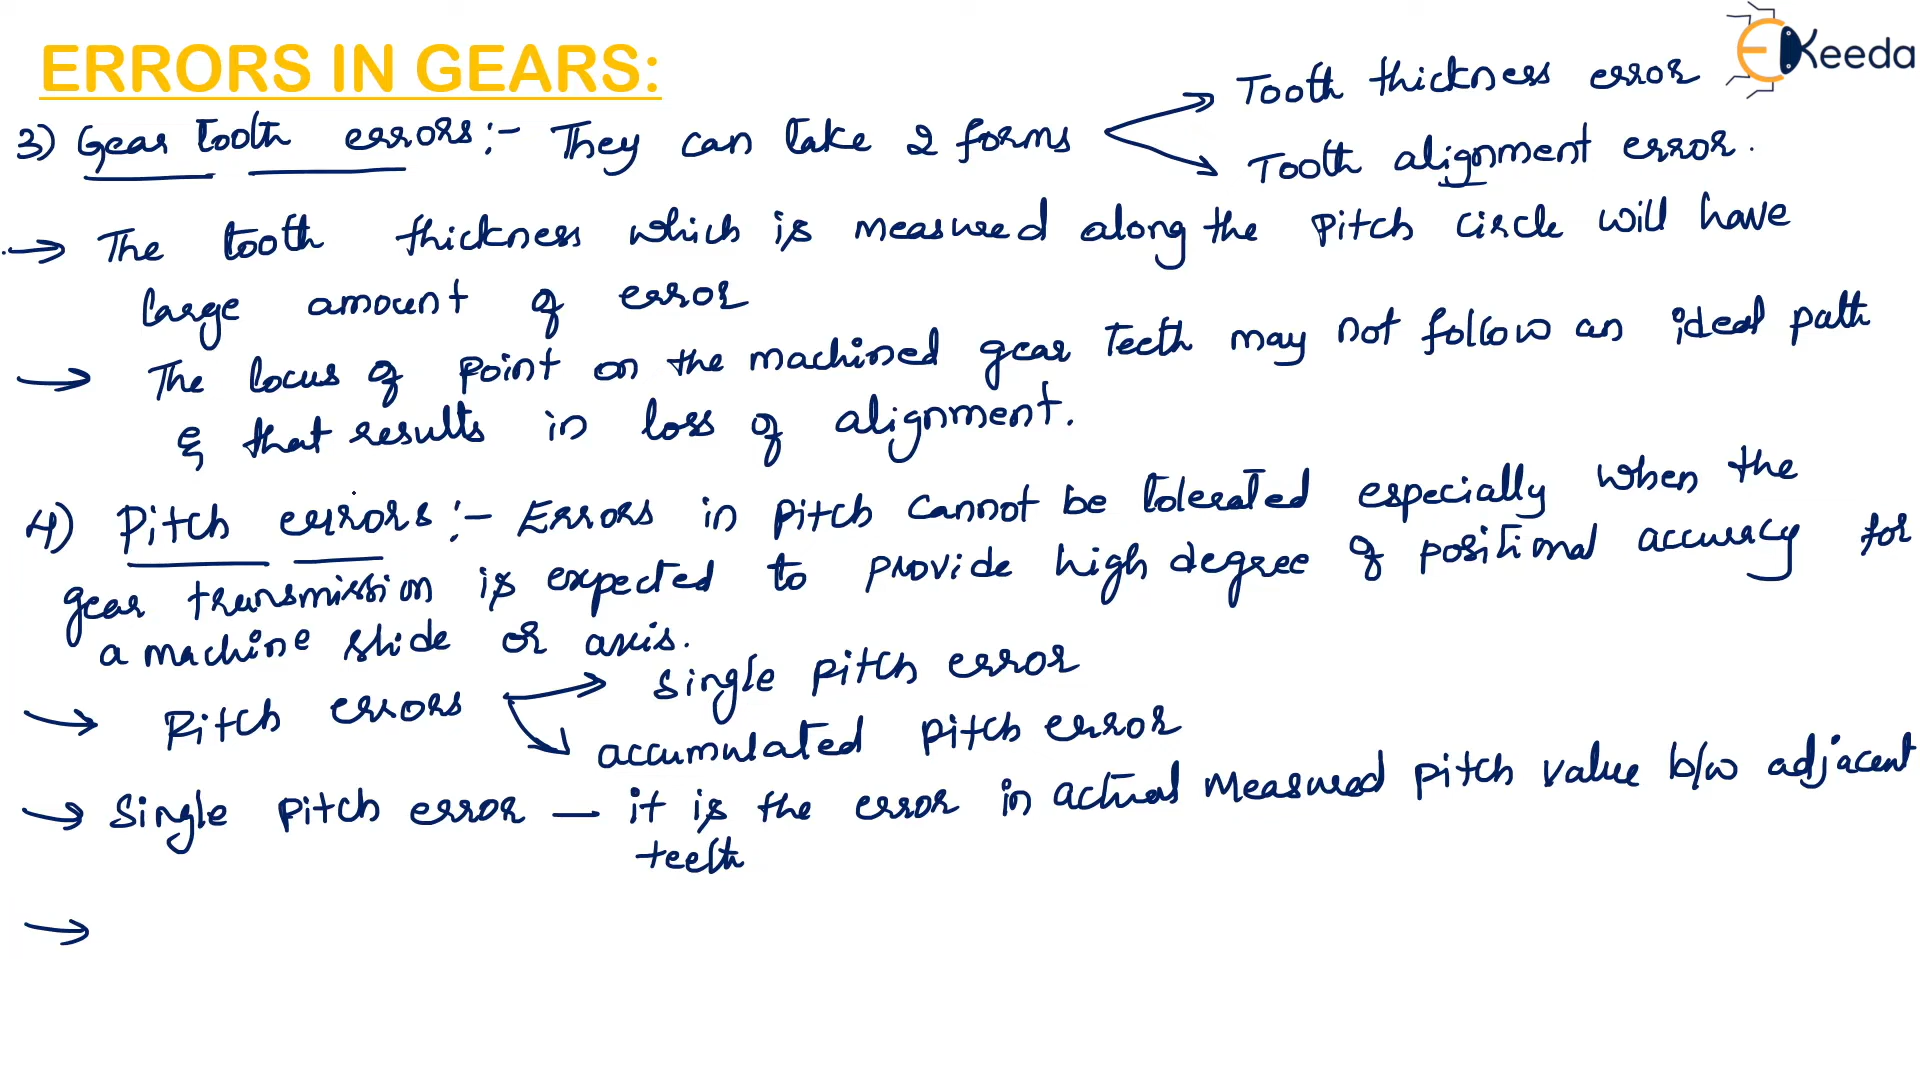 ERRORS IN GEARS:
EKeeda
3) Gear tooth errors:- They can take 2 forms
Tooth thickness error
Tooth alignment error.
→ The tooth thickness which is measured along the pitch circle will have
large amount of error
→ The locus of point on the machined gear teeth may not follow an ideal path
& that results in loss of alignment.
4) Pitch errors:- Errors in pitch cannot be tolerated especially when the
gear transmission is expected to provide high degree of positional accuracy for
a machine slide or axis.
→ Pitch errors
→ single pitch error
accumulated pitch error
→ Single pitch error — it is the error in actual measured pitch value b/w adjacent
teeth
→